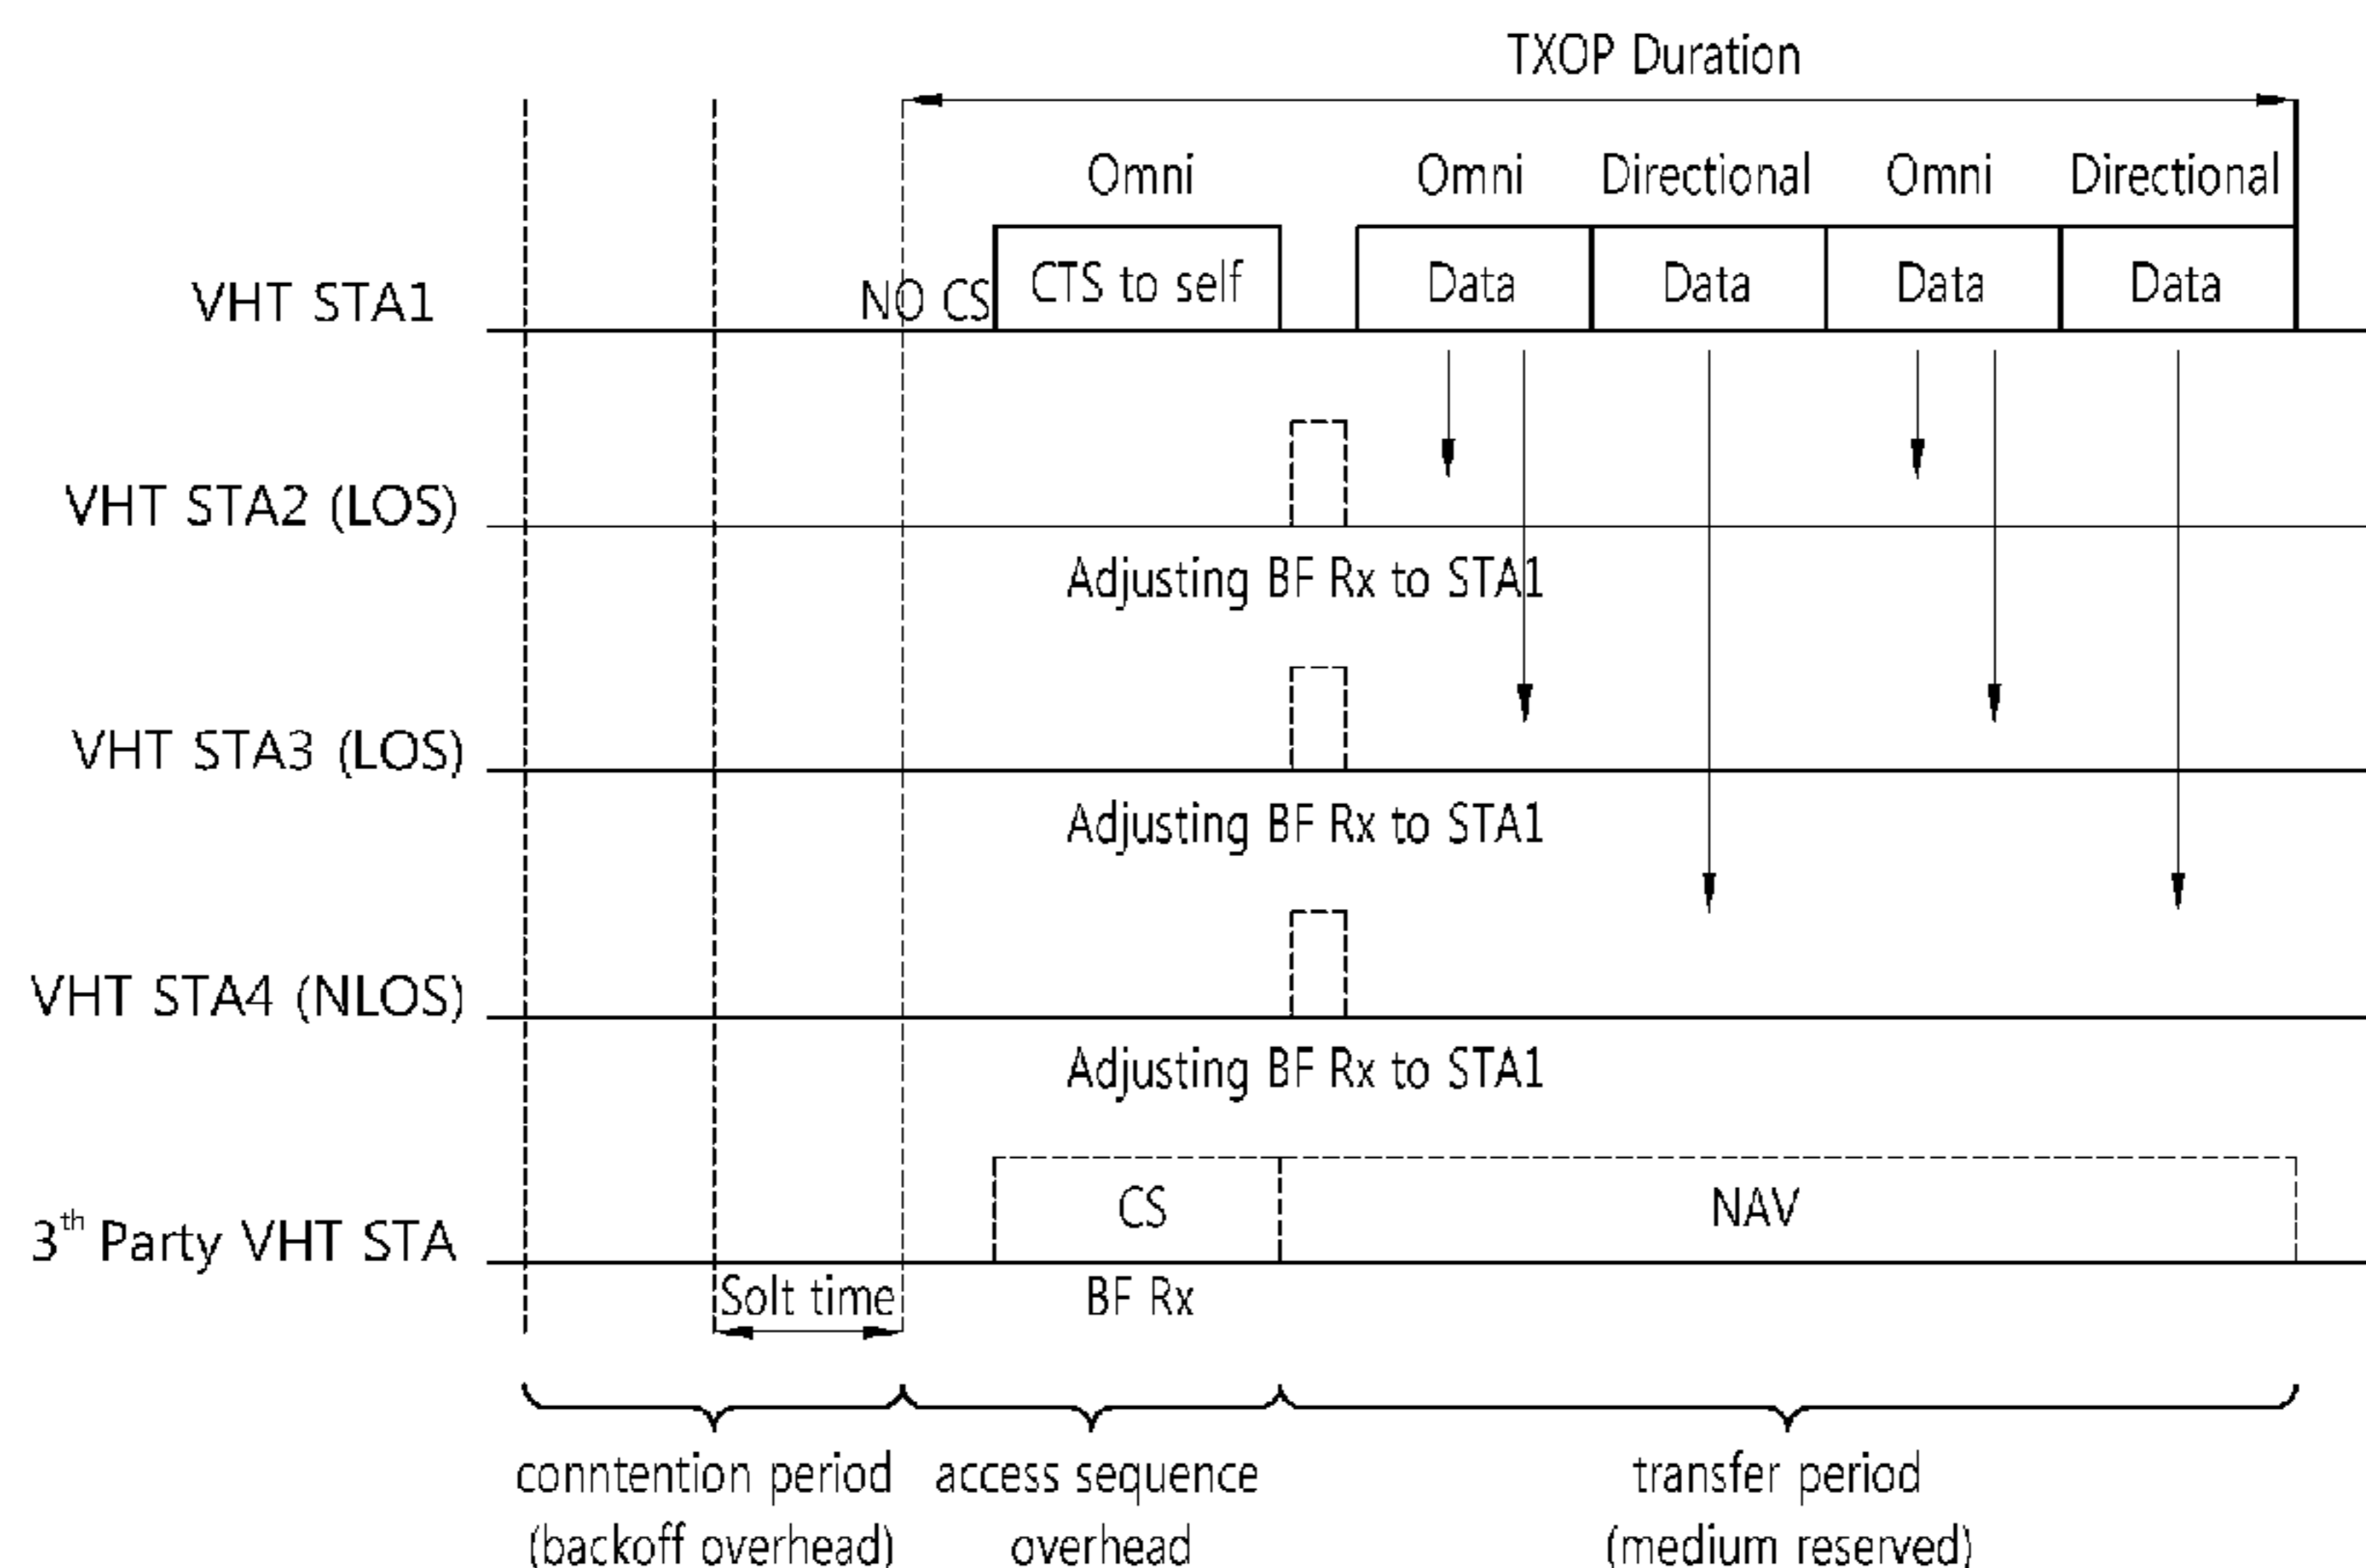 TXOP Duration
Omni Omni Directional Omni Directional
VHT STA1 NO CS CTS to self Data Data Data Data
VHT STA2 (LOS)
Adjusting BF Rx to STA1
VHT STA3 (LOS)
Adjusting BF Rx to STA1
VHT STA4 (NLOS)
Adjusting BF Rx to STA1
3th Party VHT STA CS NAV
Solt time BF Rx
conntention period access sequence transfer period
(backoff overhead) overhead (medium reserved)